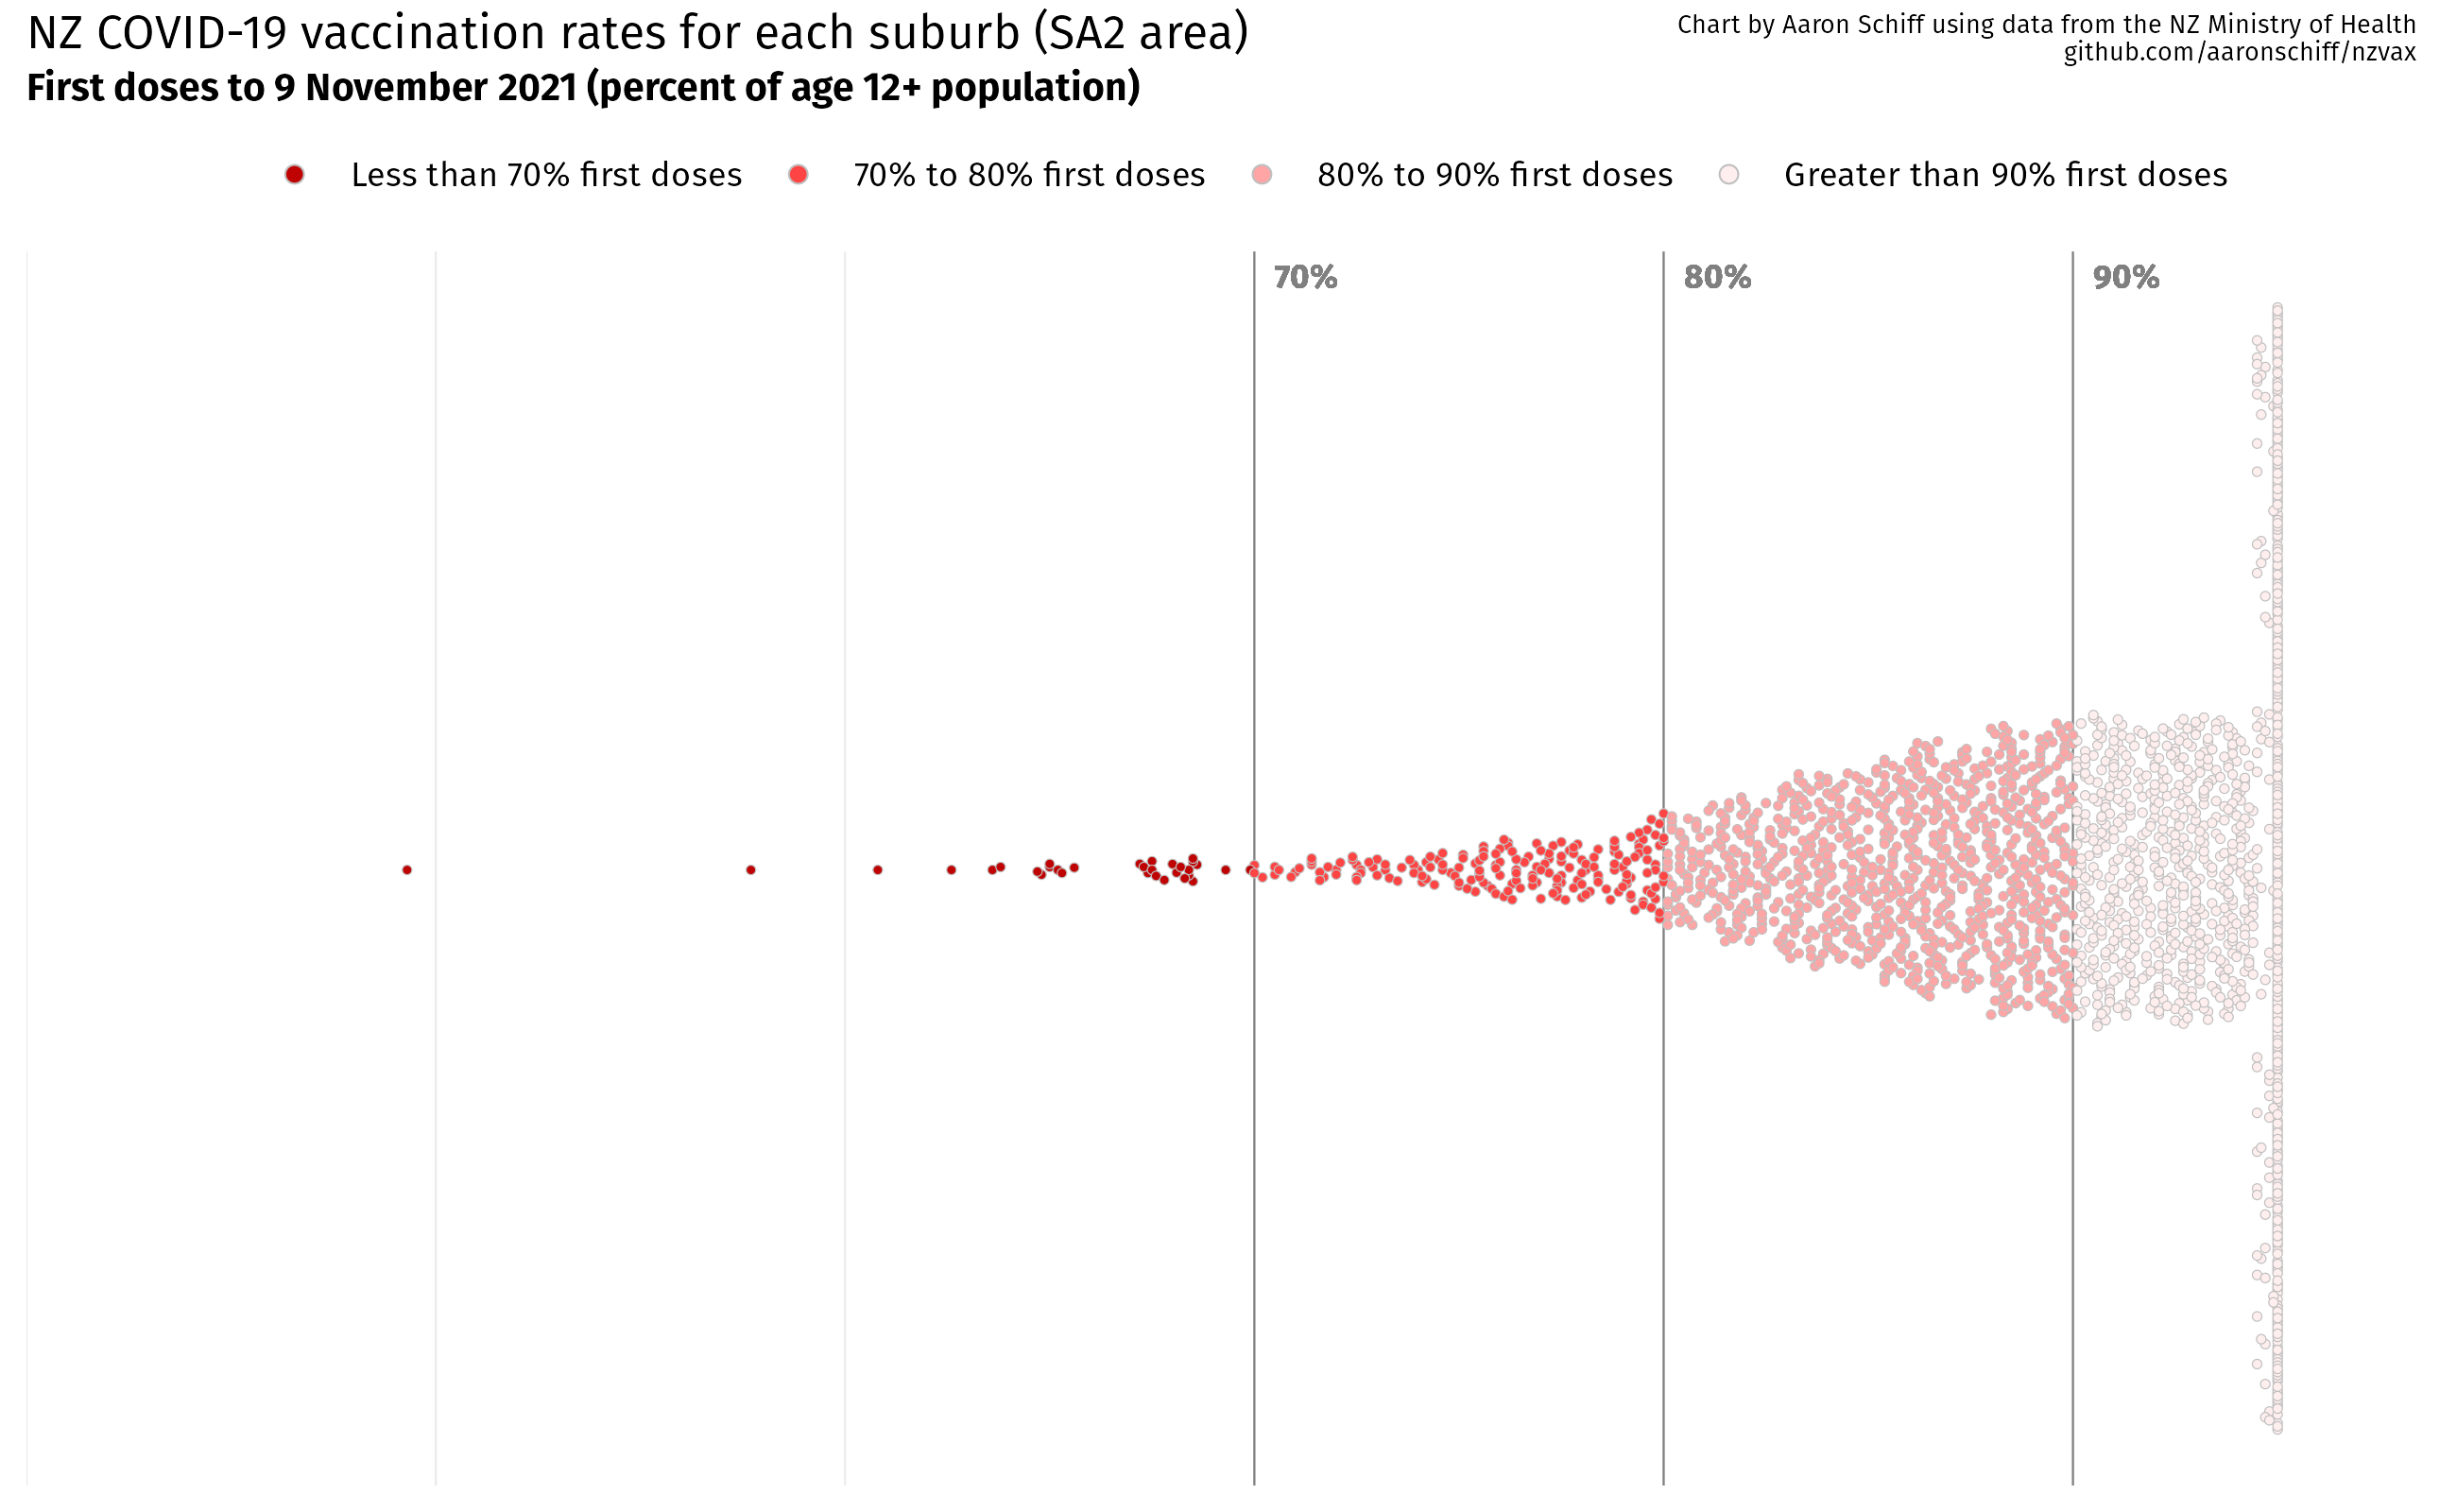 NZ COVID-19 vaccination rates for each suburb (SA2 area)
First doses to 9 November 2021 (percent of age 12+ population)
Chart by Aaron Schiff using data from the NZ Ministry of Health
github.com/aaronschiff/nzvax
Less than 70% first doses
70% to 80% first doses
80% to 90% first doses
Greater than 90% first doses
70%
80%
90%